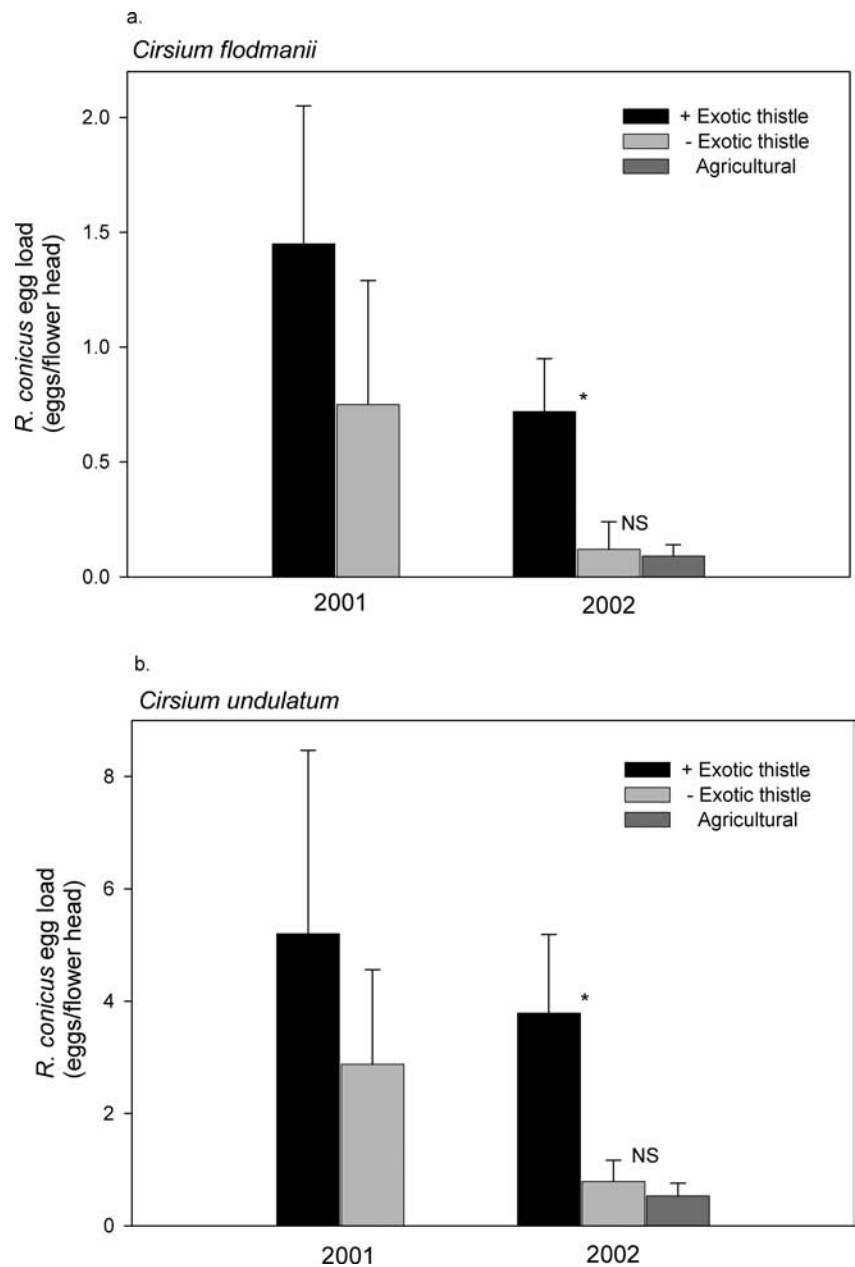 a.
Cirsium flodmanii
+ Exotic thistle
- Exotic thistle
Agricultural
R. conicus egg load
(eggs/flower head)
2.0
1.5
1.0
0.5
0.0
*
NS
2001
2002
b.
Cirsium undulatum
+ Exotic thistle
- Exotic thistle
Agricultural
R. conicus egg load
(eggs/flower head)
8
6
4
2
0
*
NS
2001
2002